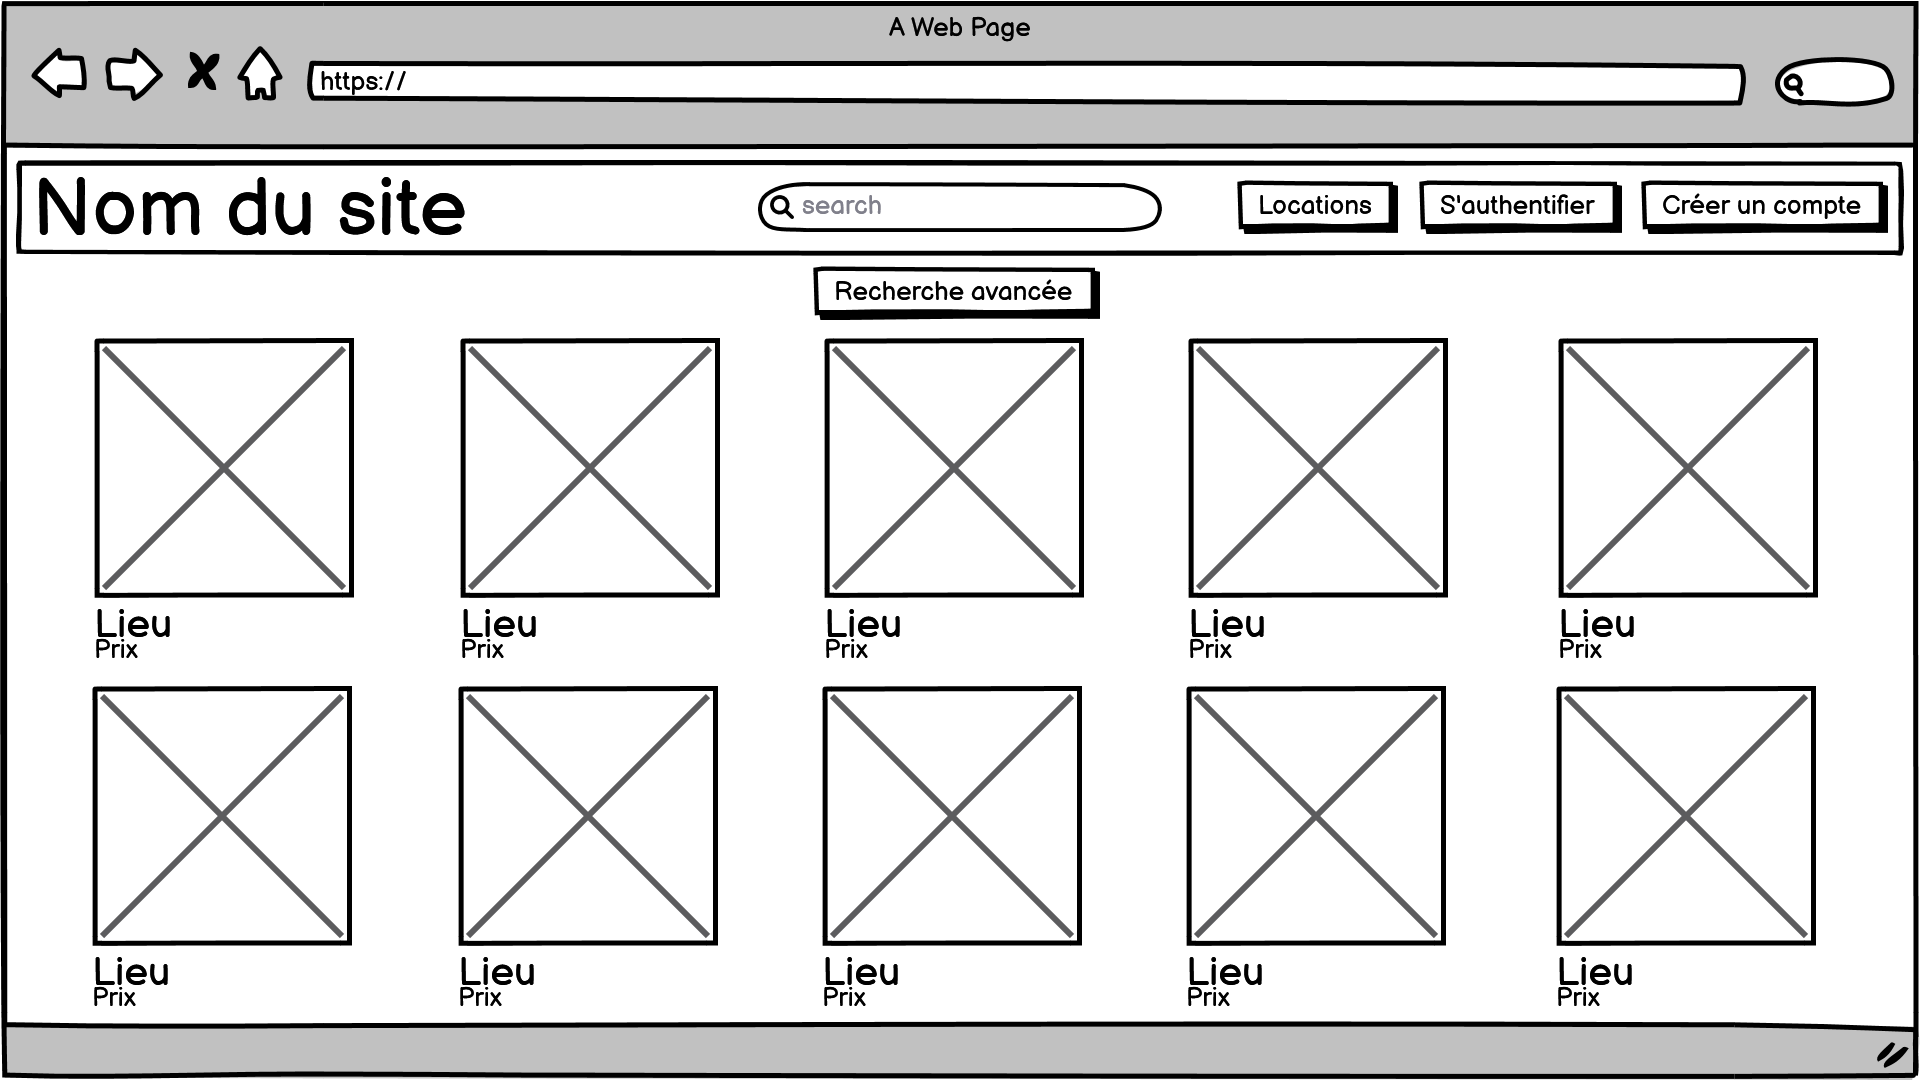 A Web Page
https://
Nom du site
search
Locations
S'authentifier
Créer un compte
Recherche avancée
Lieu Lieu Lieu Lieu Lieu
Prix Prix Prix Prix Prix
Lieu Lieu Lieu Lieu Lieu
Prix Prix Prix Prix Prix